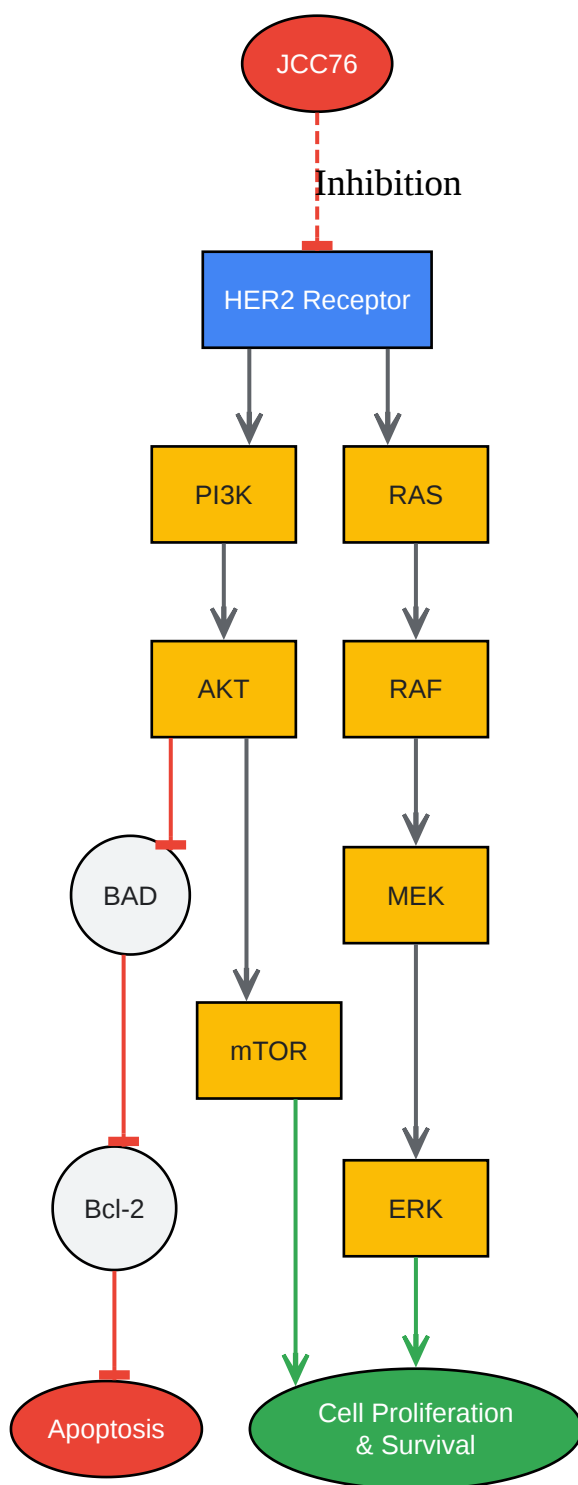 JCC76
Inhibition
HER2 Receptor
PI3K
RAS
AKT
RAF
BAD
MEK
mTOR
Bcl-2
ERK
Apoptosis
Cell Proliferation
& Survival